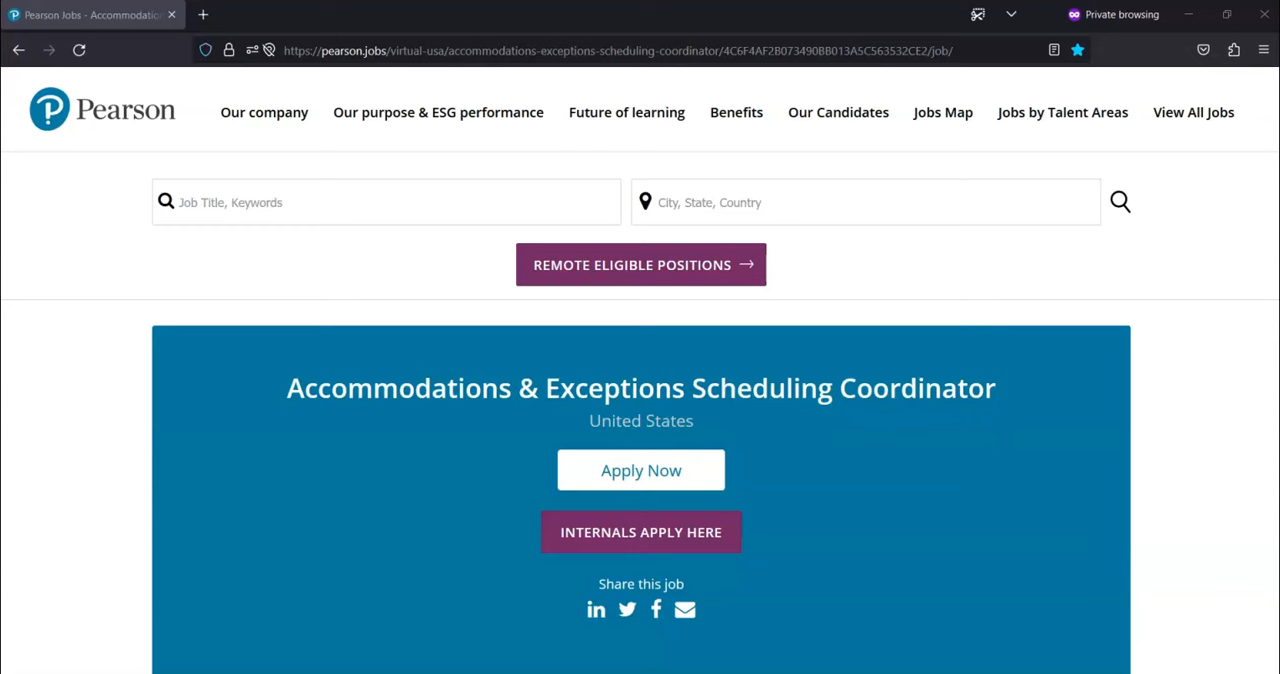 Pearson Jobs - Accommodatio
Private browsing
https://pearson.jobs/virtual-usa/accommodations-exceptions-scheduling-coordinator/4C6F4AF2B073490BB013A5C563532CE2/job/
Pearson
Our company Our purpose & ESG performance Future of learning Benefits Our Candidates Jobs Map Jobs by Talent Areas View All Jobs
Job Title, Keywords City, State, Country
REMOTE ELIGIBLE POSITIONS →
Accommodations & Exceptions Scheduling Coordinator
United States
Apply Now
INTERNALS APPLY HERE
Share this job